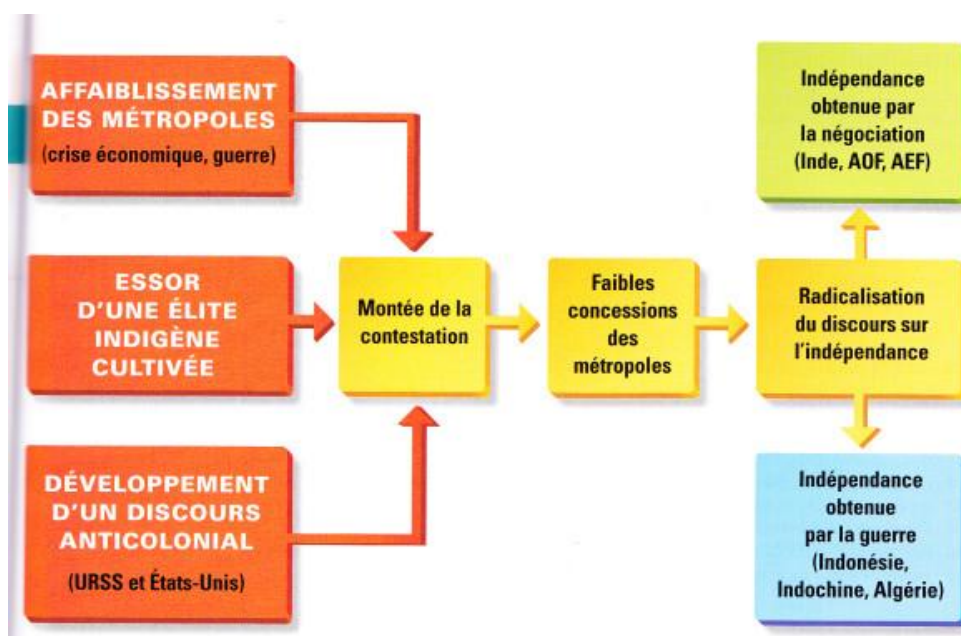 AFFAIBLISSEMENT
DES MÉTROPOLES
(crise économique, guerre)
ESSOR
D'UNE ÉLITE
INDIGÈNE
CULTIVÉE
DÉVELOPPEMENT
D'UN DISCOURS
ANTICOLONIAL
(URSS et États-Unis)
Montée de la
contestation
Faibles
concessions
des
métropoles
Radicalisation
du discours sur
l'indépendance
Indépendance
obtenue par
la négociation
(Inde, AOF, AEF)
Indépendance
obtenue
par la guerre
(Indonésie,
Indochine, Algérie)